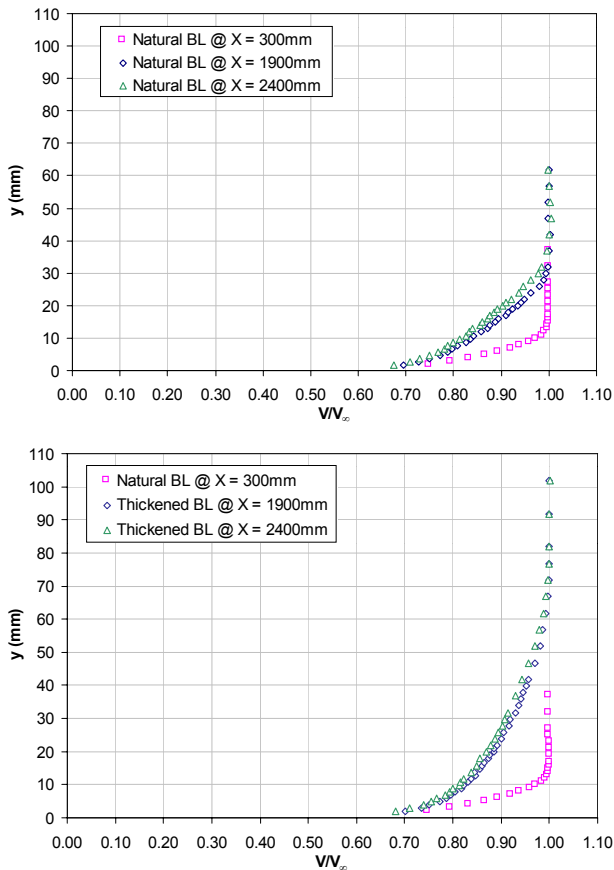 110
100
90
80
70
60
50
40
30
20
10
0
y (mm)
Natural BL @ X = 300mm
Natural BL @ X = 1900mm
Natural BL @ X = 2400mm
0.00 0.10 0.20 0.30 0.40 0.50 0.60 0.70 0.80 0.90 1.00 1.10
V/V∞
110
100
90
80
70
60
50
40
30
20
10
0
y (mm)
Natural BL @ X = 300mm
Thickened BL @ X = 1900mm
Thickened BL @ X = 2400mm
0.00 0.10 0.20 0.30 0.40 0.50 0.60 0.70 0.80 0.90 1.00 1.10
V/V∞